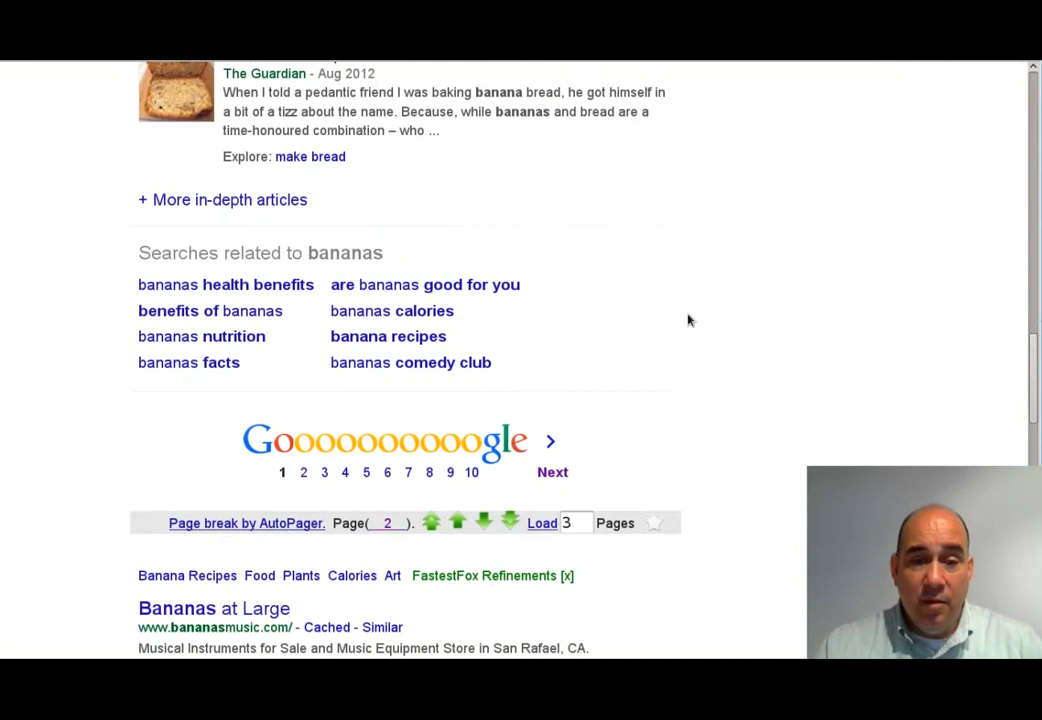 The Guardian - Aug 2012
When I told a pedantic friend I was baking banana bread, he got himself in
a bit of a tizz about the name. Because, while bananas and bread are a
time-honoured combination – who ...
Explore: make bread
+ More in-depth articles
Searches related to bananas
bananas health benefits are bananas good for you
benefits of bananas bananas calories
bananas nutrition banana recipes
bananas facts bananas comedy club
Goooooooooogle >
1 2 3 4 5 6 7 8 9 10 Next
Page break by AutoPager. Page( 2 ). Load 3 Pages
Banana Recipes Food Plants Calories Art FastestFox Refinements [x]
Bananas at Large
www.bananasmusic.com/ - Cached - Similar
Musical Instruments for Sale and Music Equipment Store in San Rafael, CA.